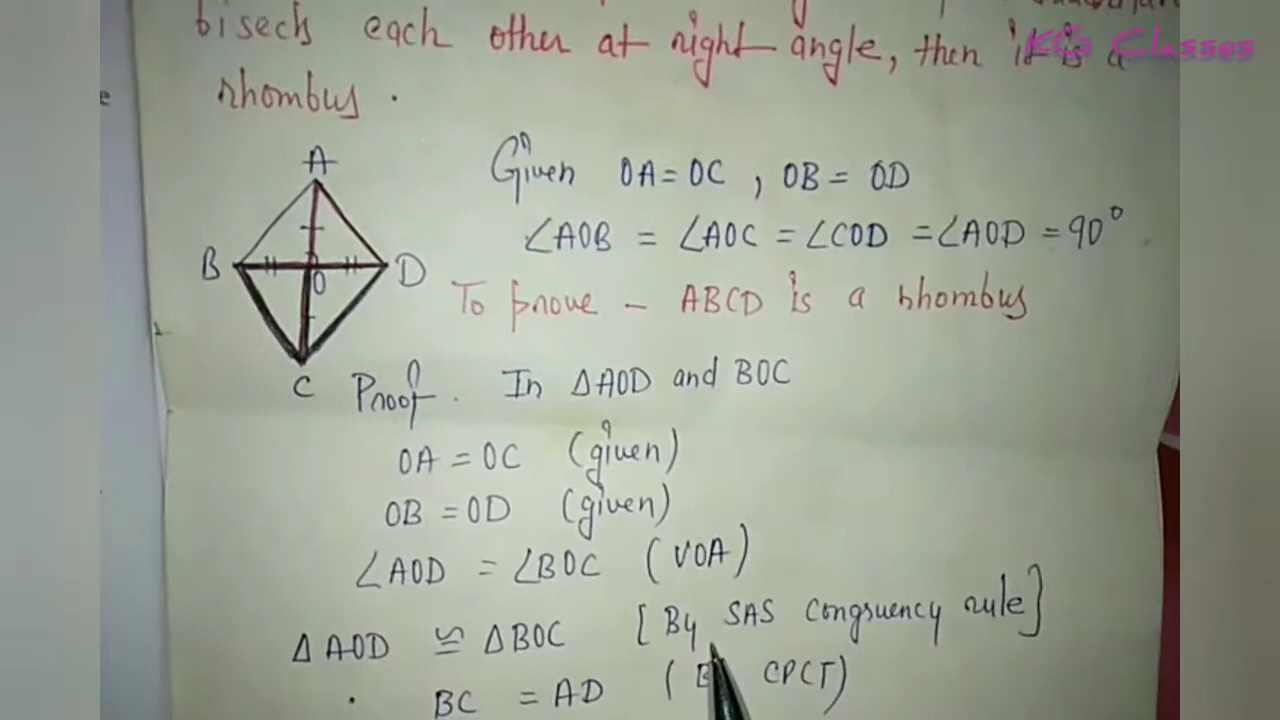 bisects each other at right angle, then it is a
KG Classes
rhombus.
A
Given OA = OC , OB = OD
∠AOB = ∠AOC = ∠COD = ∠AOD = 90°
B
D
O
To prove - ABCD is a rhombus
C
Proof. In ΔAOD and BOC
OA = OC (given)
OB = OD (given)
∠AOD = ∠BOC (VOA)
ΔAOD ≅ ΔBOC [By SAS Congruency rule]
BC = AD ( CPCT)